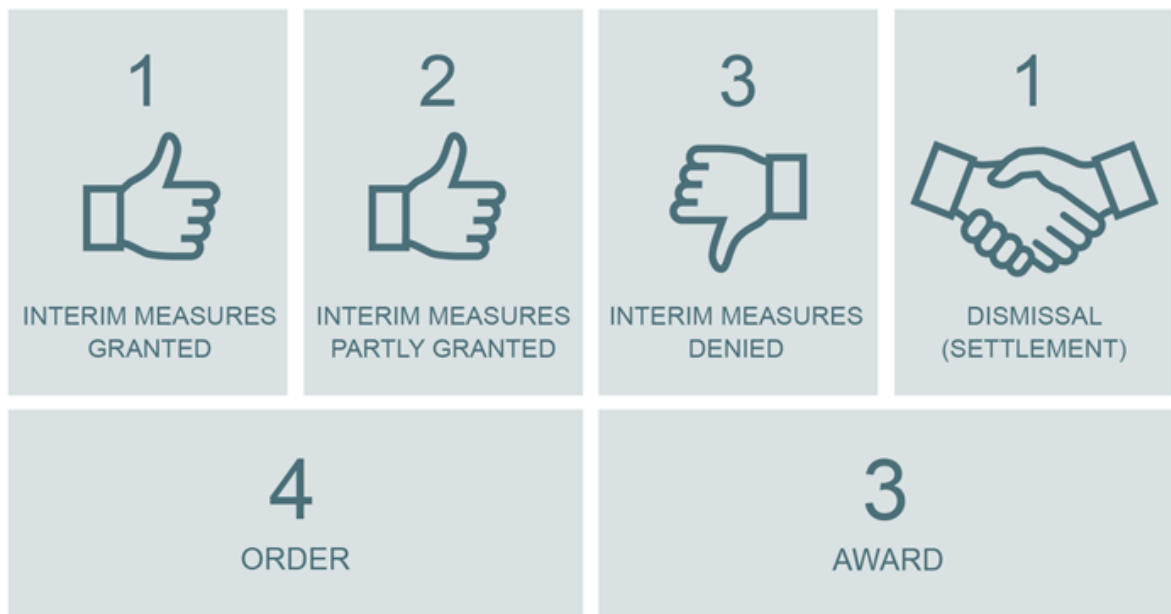 1
INTERIM MEASURES
GRANTED
2
INTERIM MEASURES
PARTLY GRANTED
3
INTERIM MEASURES
DENIED
1
DISMISSAL
(SETTLEMENT)
4
ORDER
3
AWARD